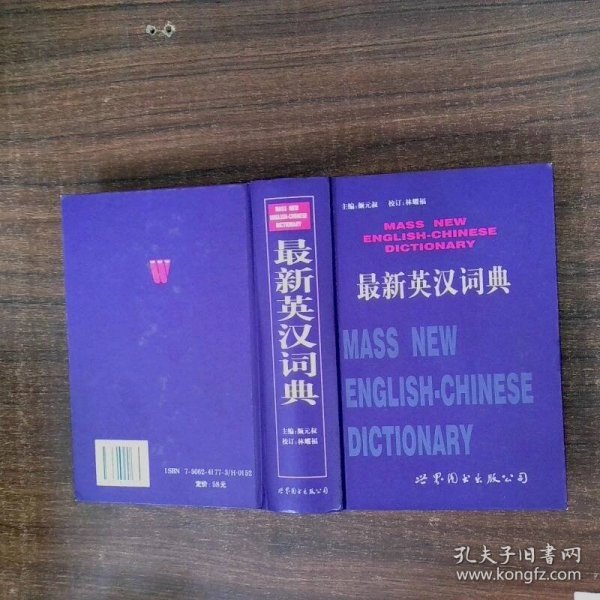 W
ISBN 7-5062-4177-3/H·0152
定价：58元
MASS NEW
ENGLISH-CHINESE
DICTIONARY
最新英汉词典
主编：颜元叔
校订：林耀福
世界图书出版公司
主编：颜元叔 校订：林耀福
MASS NEW
ENGLISH-CHINESE
DICTIONARY
最新英汉词典
MASS NEW
ENGLISH-CHINESE
DICTIONARY
世界图书出版公司
孔夫子旧书网
www.kongfz.com